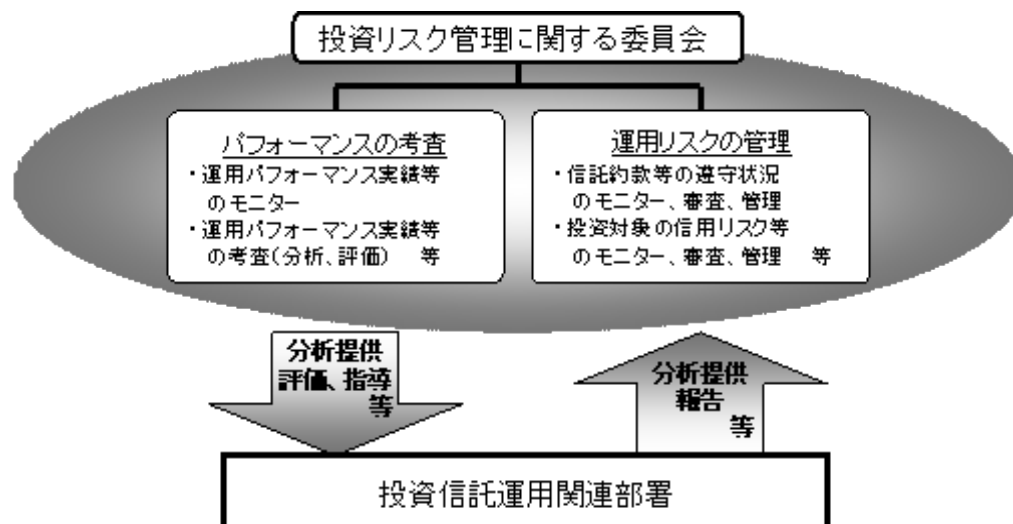 投資リスク管理に関する委員会
パフォーマンスの考査
・運用パフォーマンス実績等
のモニター
・運用パフォーマンス実績等
の考査(分析、評価) 等
運用リスクの管理
・信託約款等の遵守状況
のモニター、審査、管理
・投資対象の信用リスク等
のモニター、審査、管理 等
分析提供
評価、指導
等
分析提供
報告
等
投資信託運用関連部署